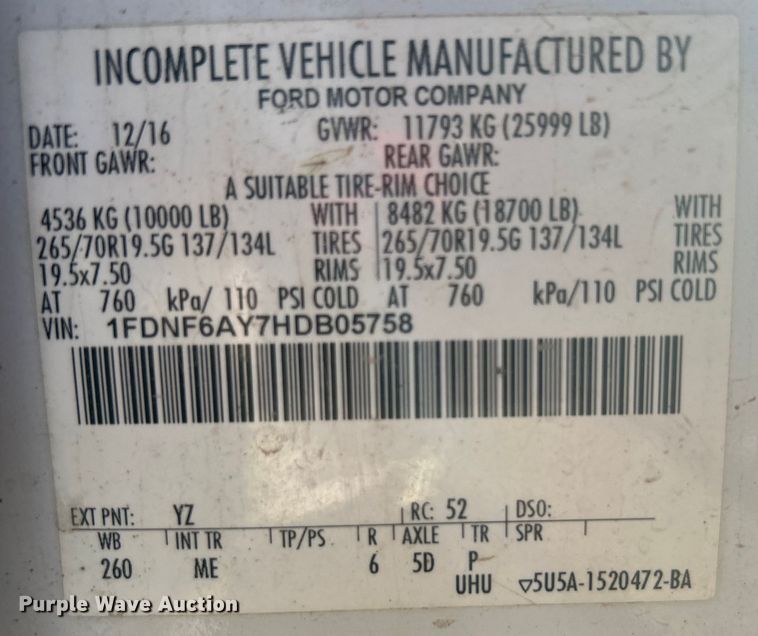 INCOMPLETE VEHICLE MANUFACTURED BY
FORD MOTOR COMPANY
DATE: 12/16 GVWR: 11793 KG (25999 LB)
FRONT GAWR: REAR GAWR:
A SUITABLE TIRE-RIM CHOICE
4536 KG (10000 LB) WITH 8482 KG (18700 LB) WITH
265/70R19.5G 137/134L TIRES 265/70R19.5G 137/134L TIRES
19.5x7.50 RIMS 19.5x7.50 RIMS
AT 760 kPa/ 110 PSI COLD AT 760 kPa/110 PSI COLD
VIN: 1FDNF6AY7HDB05758
EXT PNT: YZ RC: 52 DSO:
WB INT TR TP/PS R AXLE TR SPR
260 ME 6 5D P
UHU ▽5U5A-1520472-BA
Purple Wave Auction